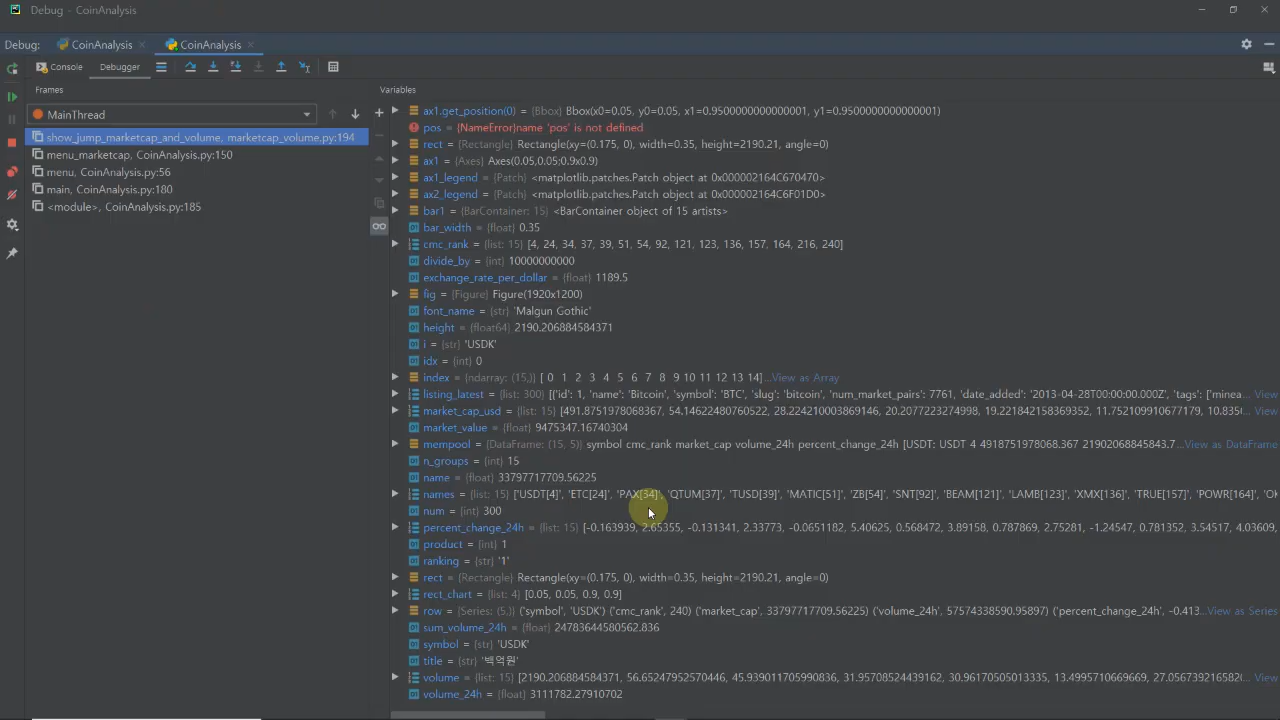 Debug - CoinAnalysis
Debug: CoinAnalysis CoinAnalysis
Console Debugger
Frames
MainThread
show_jump_marketcap_and_volume, marketcap_volume.py:194
menu_marketcap, CoinAnalysis.py:150
menu, CoinAnalysis.py:56
main, CoinAnalysis.py:180
<module>, CoinAnalysis.py:185
Variables
ax1.get_position(0) = {Bbox} Bbox(x0=0.05, y0=0.05, x1=0.9500000000000001, y1=0.9500000000000001)
pos = {NameError}name 'pos' is not defined
rect = {Rectangle} Rectangle(xy=(0.175, 0), width=0.35, height=2190.21, angle=0)
ax1 = {Axes} Axes(0.05,0.05;0.9x0.9)
ax1_legend = {Patch} <matplotlib.patches.Patch object at 0x000002164C670470>
ax2_legend = {Patch} <matplotlib.patches.Patch object at 0x000002164C6F01D0>
bar1 = {BarContainer: 15} <BarContainer object of 15 artists>
bar_width = {float} 0.35
cmc_rank = {list: 15} [4, 24, 34, 37, 39, 51, 54, 92, 121, 123, 136, 157, 164, 216, 240]
divide_by = {int} 10000000000
exchange_rate_per_dollar = {float} 1189.5
fig = {Figure} Figure(1920x1200)
font_name = {str} 'Malgun Gothic'
height = {float64} 2190.206884584371
i = {str} 'USDK'
idx = {int} 0
index = {ndarray: (15,)} [ 0 1 2 3 4 5 6 7 8 9 10 11 12 13 14]...View as Array
listing_latest = {list: 300} [{'id': 1, 'name': 'Bitcoin', 'symbol': 'BTC', 'slug': 'bitcoin', 'num_market_pairs': 7761, 'date_added': '2013-04-28T00:00:00.000Z', 'tags': ['minea... View
market_cap_usd = {list: 15} [491.8751978068367, 54.14622480760522, 28.224210003869146, 20.2077223274998, 19.221842158369352, 11.752109910677179, 10.835... View
market_value = {float} 9475347.16740304
mempool = {DataFrame: (15, 5)} symbol cmc_rank market_cap volume_24h percent_change_24h [USDT: USDT 4 4918751978068.367 21902068845843.7...View as DataFrame
n_groups = {int} 15
name = {float} 33797717709.56225
names = {list: 15} ['USDT[4]', 'ETC[24]', 'PAX[34]', 'QTUM[37]', 'TUSD[39]', 'MATIC[51]', 'ZB[54]', 'SNT[92]', 'BEAM[121]', 'LAMB[123]', 'XMX[136]', 'TRUE[157]', 'POWR[164]', 'OK
num = {int} 300
percent_change_24h = {list: 15} [-0.163939, 2.65355, -0.131341, 2.33773, -0.0651182, 5.40625, 0.568472, 3.89158, 0.787869, 2.75281, -1.24547, 0.781352, 3.54517, 4.03609,
product = {int} 1
ranking = {str} '1'
rect = {Rectangle} Rectangle(xy=(0.175, 0), width=0.35, height=2190.21, angle=0)
rect_chart = {list: 4} [0.05, 0.05, 0.9, 0.9]
row = {Series: (5,)} ('symbol', 'USDK') ('cmc_rank', 240) ('market_cap', 33797717709.56225) ('volume_24h', 57574338590.95897) ('percent_change_24h', -0.413...View as Series
sum_volume_24h = {float} 24783644580562.836
symbol = {str} 'USDK'
title = {str} '백억원'
volume = {list: 15} [2190.206884584371, 56.65247952570446, 45.939011705990836, 31.95708524439162, 30.96170505013335, 13.4995710669669, 27.056739216582... View
volume_24h = {float} 3111782.27910702